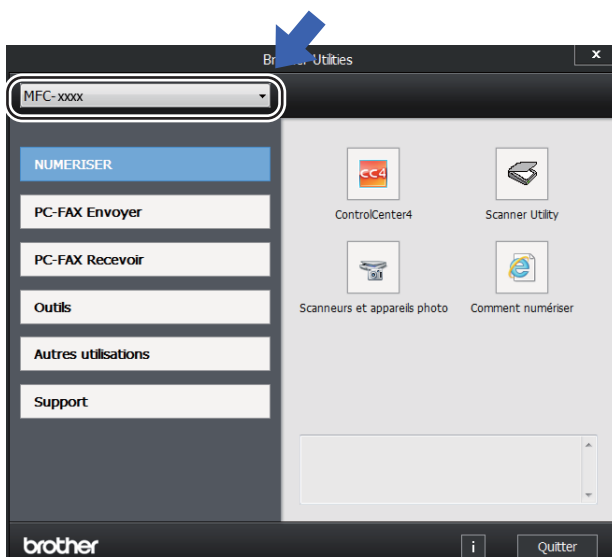 Utilities
x
MFC-xxxx
NUMERISER
PC-FAX Envoyer
PC-FAX Recevoir
Outils
Autres utilisations
Support
CC4
ControlCenter4
Scanner Utility
Scanneurs et appareils photo
Comment numériser
brother
i
Quitter